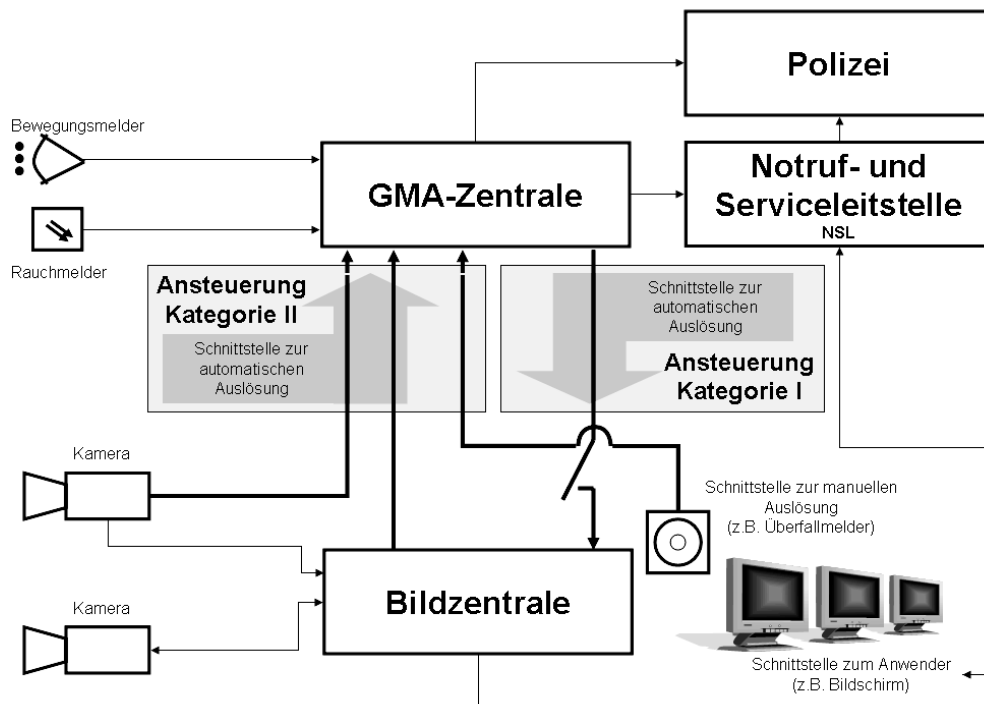 Polizei
Bewegungsmelder
GMA-Zentrale
Notruf- und
Serviceleitstelle
NSL
Rauchmelder
Ansteuerung
Kategorie II
Schnittstelle zur
automatischen
Auslösung
Schnittstelle zur
automatischen
Auslösung
Ansteuerung
Kategorie I
Kamera
Schnittstelle zur manuellen
Auslösung
(z.B. Überfallmelder)
Bildzentrale
Kamera
Schnittstelle zum Anwender
(z.B. Bildschirm)